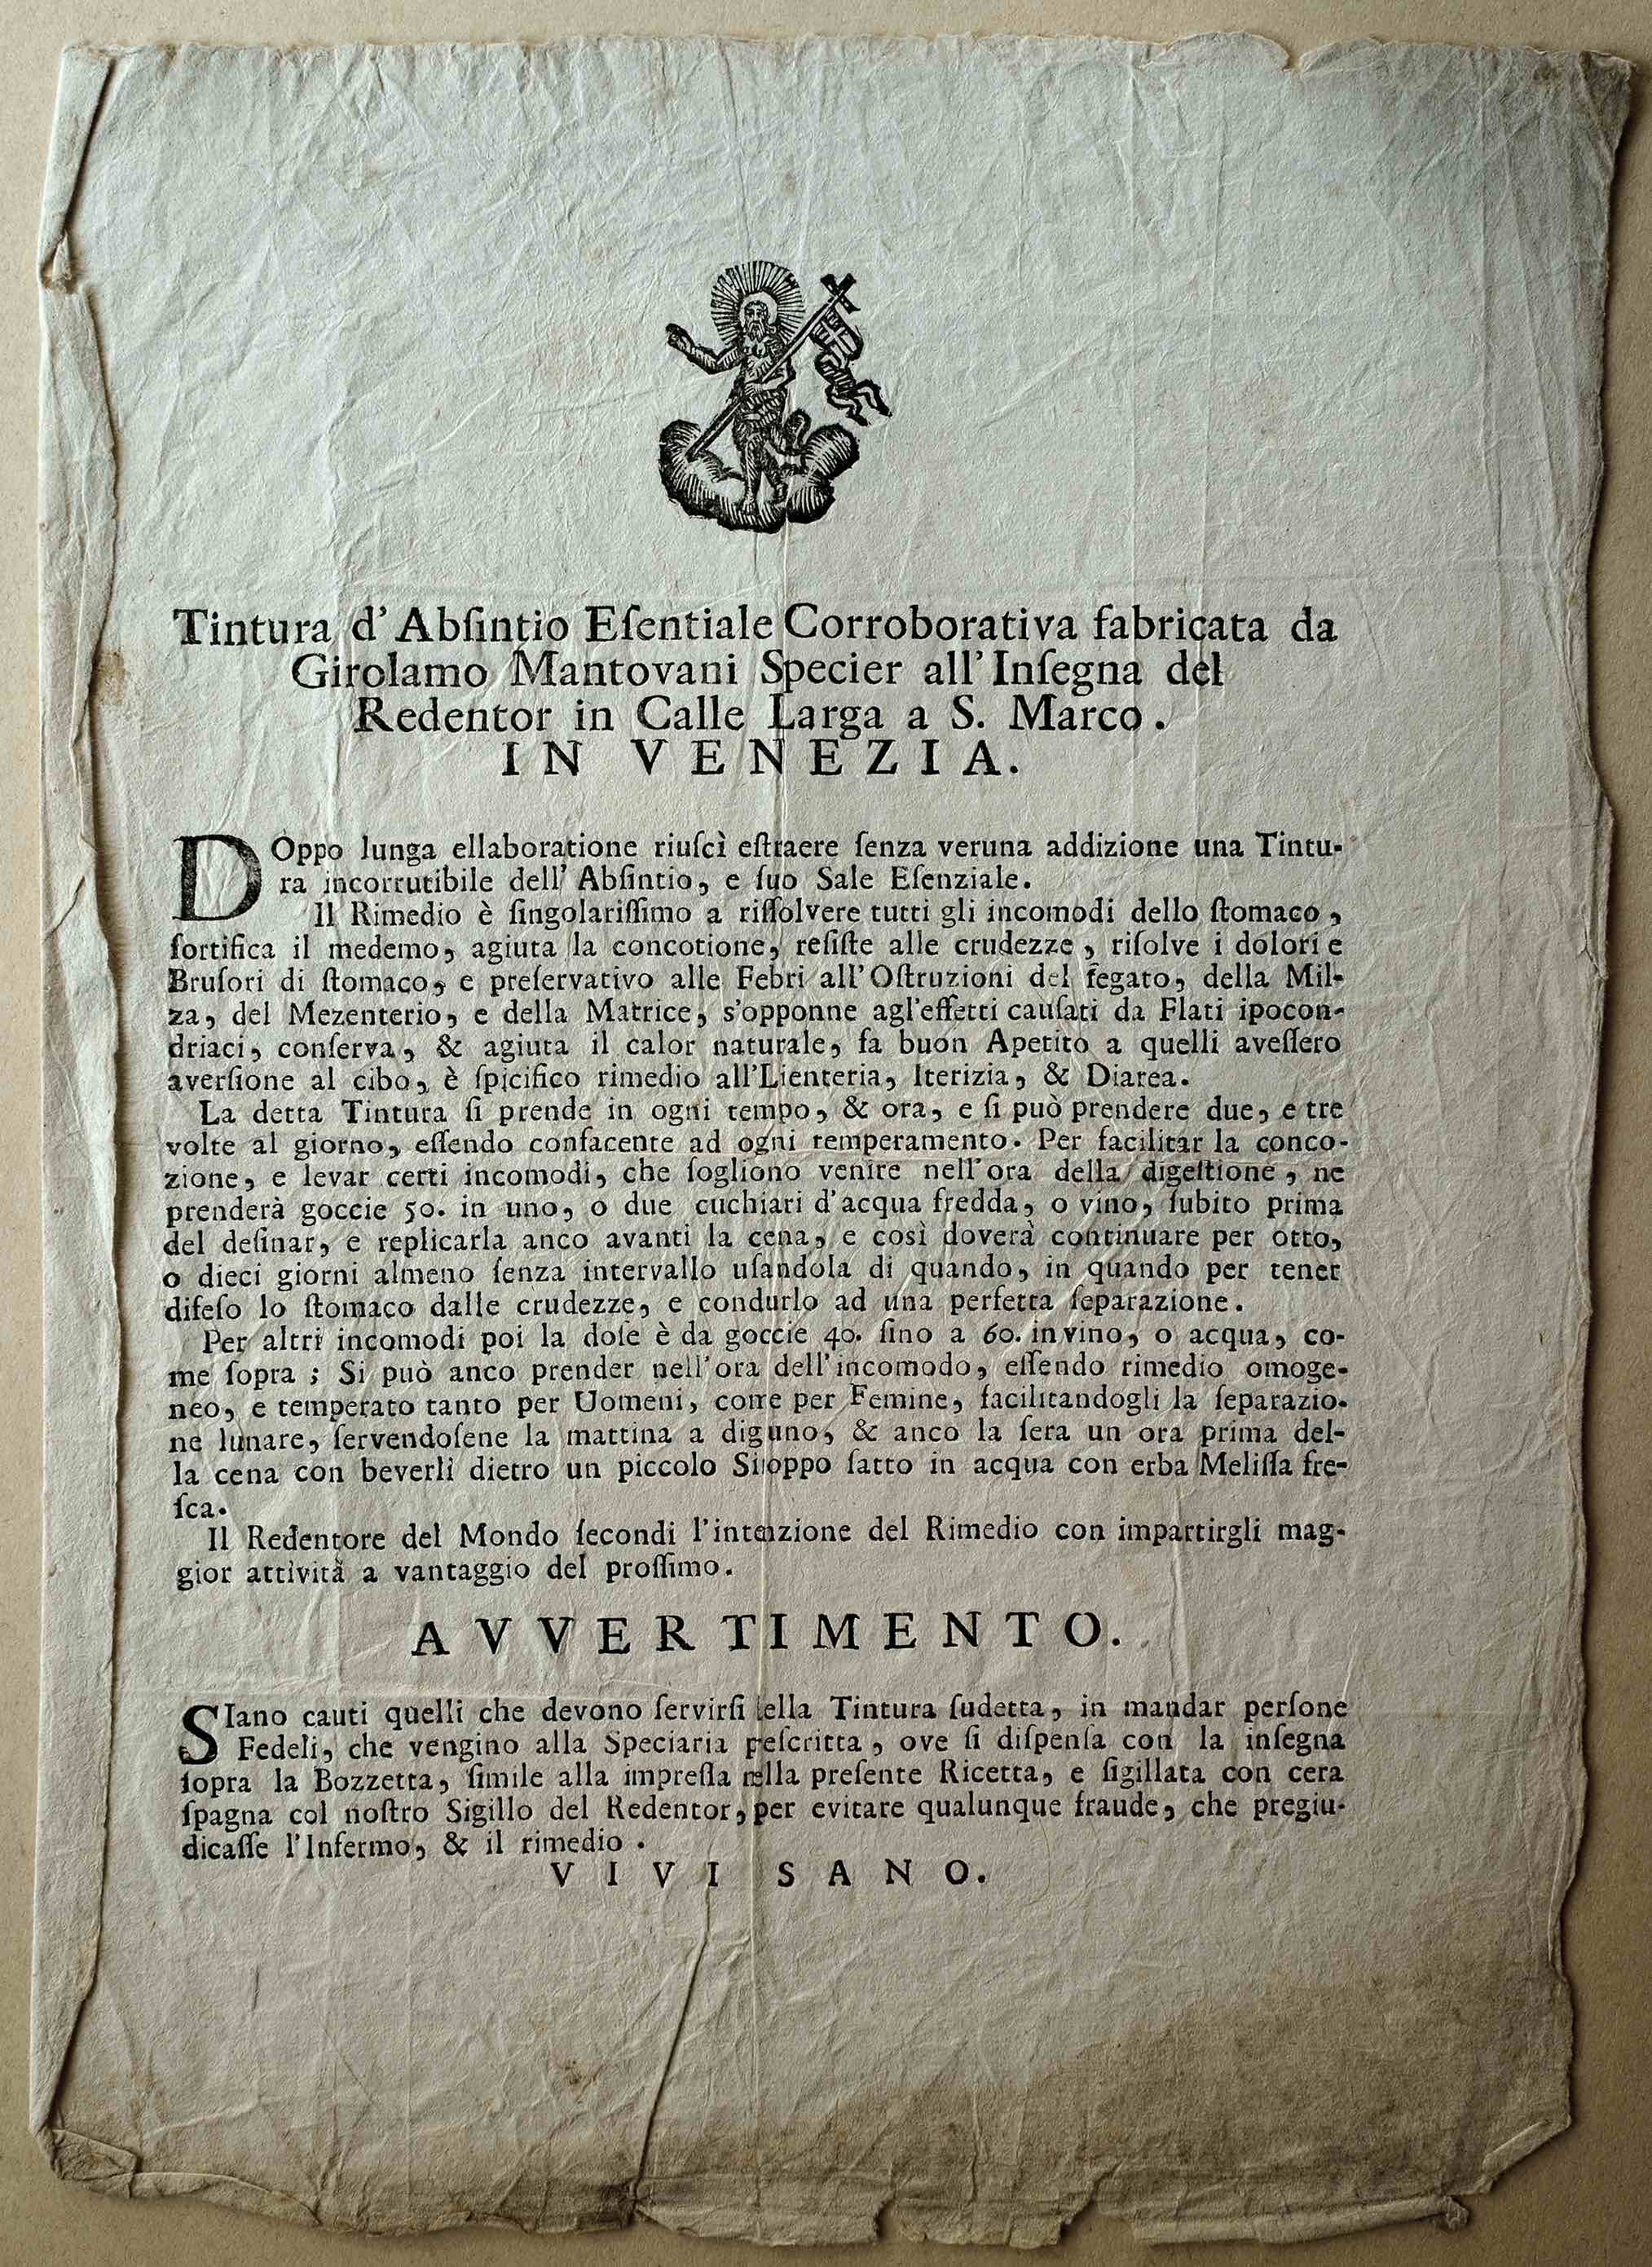 Tintura d'Abſintio Eſentiale Corroborativa fabricata da
Girolamo Mantovani Specier all'Inſegna del
Redentor in Calle Larga a S. Marco.
IN VENEZIA.
DOppo lunga ellaboratione riuſcì eſtraere ſenza veruna addizione una Tintu-
ra incorrutibile dell' Abſintio, e ſuo Sale Eſenziale.
Il Rimedio è ſingolariſſimo a riſſolvere tutti gli incomodi dello ſtomaco,
fortifica il medemo, agiuta la concotione, reſiſte alle crudezze, riſolve i dolori e
Bruſori di ſtomaco, e preſervativo alle Febri all'Oſtruzioni del fegato, della Mil-
za, del Mezenterio, e della Matrice, s'opponne agl'effetti cauſati da Flati ipocon-
driaci, conſerva, & agiuta il calor naturale, fa buon Apetito a quelli aveſſero
averſione al cibo, è ſpicifico rimedio all'Lienteria, Iterizia, & Diarea.
La detta Tintura ſi prende in ogni tempo, & ora, e ſi può prendere due, e tre
volte al giorno, eſſendo confacente ad ogni temperamento. Per facilitar la conco-
zione, e levar certi incomodi, che ſogliono venire nell'ora della digeſtione, ne
prenderà goccie 50. in uno, o due cuchiari d'acqua fredda, o vino, ſubito prima
del deſinar, e replicarla anco avanti la cena, e così doverà continuare per otto,
o dieci giorni almeno ſenza intervallo uſandola di quando, in quando per tener
difeſo lo ſtomaco dalle crudezze, e condurlo ad una perfetta ſeparazione.
Per altri incomodi poi la doſe è da goccie 40. ſino a 60. in vino, o acqua, co-
me ſopra; Si può anco prender nell'ora dell'incomodo, eſſendo rimedio omoge-
neo, e temperato tanto per Uomeni, come per Femine, facilitandogli la ſeparazio-
ne lunare, ſervendoſene la mattina a diguno, & anco la ſera un ora prima del-
la cena con beverli dietro un piccolo Siroppo fatto in acqua con erba Meliſſa fre-
ſca.
Il Redentore del Mondo ſecondi l'intenzione del Rimedio con impartirgli mag-
gior attività a vantaggio del proſſimo.
AVVERTIMENTO.
SIano cauti quelli che devono ſervirſi della Tintura ſudetta, in mandar perſone
Fedeli, che vengino alla Speciaria preſcritta, ove ſi diſpenſa con la inſegna
ſopra la Bozzetta, ſimile alla impreſſa nella preſente Ricetta, e ſigillata con cera
ſpagna col noſtro Sigillo del Redentor, per evitare qualunque fraude, che pregiu-
dicaſſe l'Infermo, & il rimedio.
VIVI SANO.